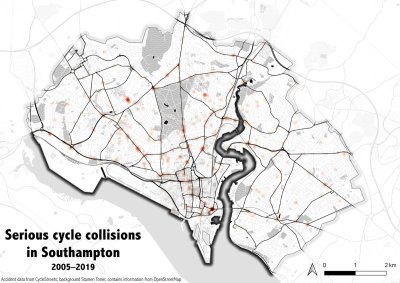 Serious cycle collisions
in Southampton
2005–2019
0 1 2 km
Accident data from CycleStreets; background Stamen Toner, contains information from OpenStreetMap